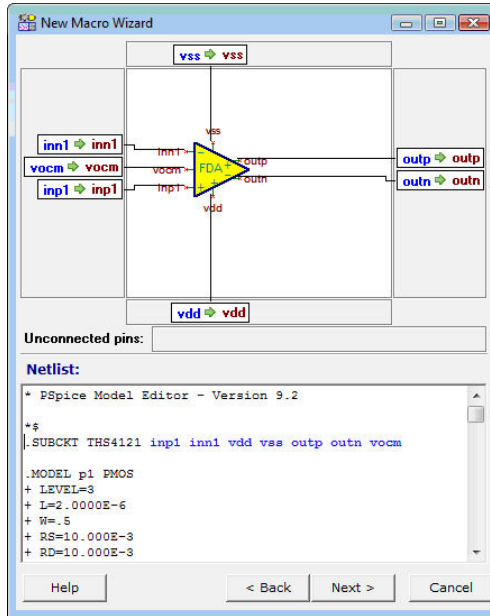 New Macro Wizard
vss vss
vss
inn1 inn1
inn1
vocm vocm
vocm
FDA
outp
outp outp
inp1 inp1
inp1
outn
outn outn
vdd
vdd vdd
Unconnected pins:
Netlist:
* PSpice Model Editor - Version 9.2
*$
.SUBCKT THS4121 inp1 inn1 vdd vss outp outn vocm
.MODEL p1 PMOS
+ LEVEL=3
+ L=2.0000E-6
+ W=.5
+ RS=10.000E-3
+ RD=10.000E-3
Help
< Back
Next >
Cancel